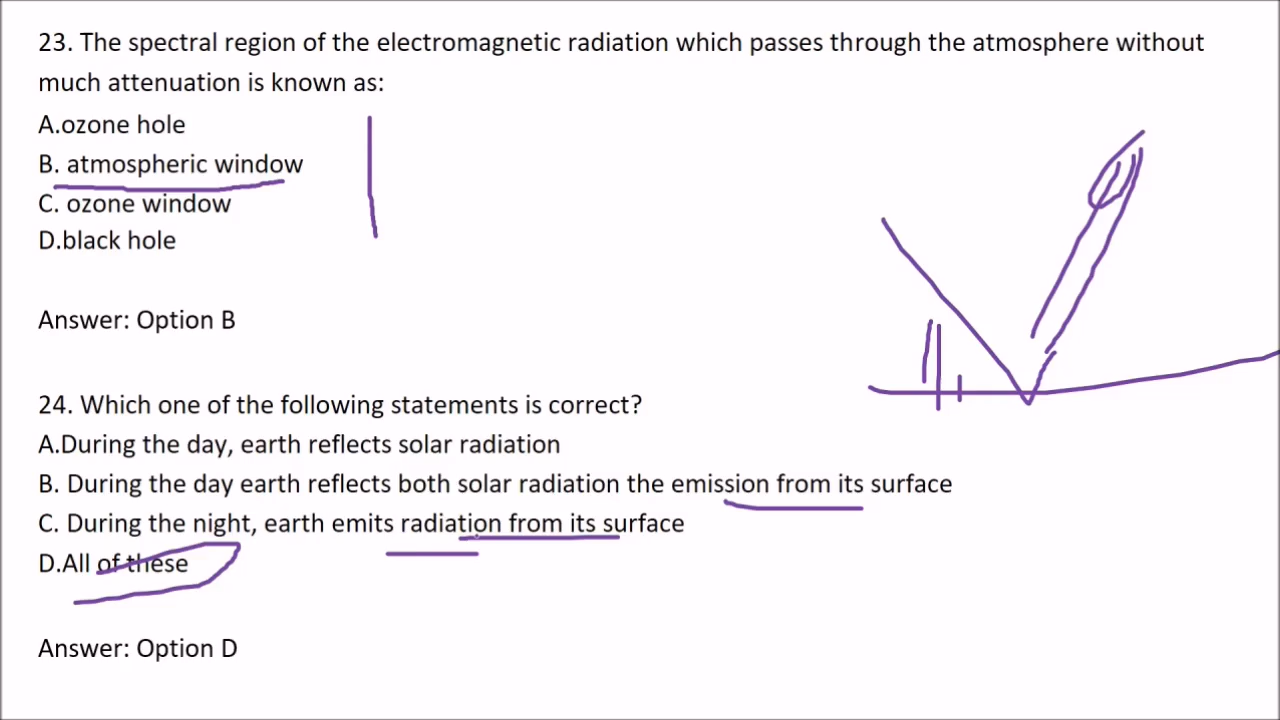 23. The spectral region of the electromagnetic radiation which passes through the atmosphere without
much attenuation is known as:
A.ozone hole
B. atmospheric window
C. ozone window
D.black hole
Answer: Option B
24. Which one of the following statements is correct?
A.During the day, earth reflects solar radiation
B. During the day earth reflects both solar radiation the emission from its surface
C. During the night, earth emits radiation from its surface
D.All of these
Answer: Option D